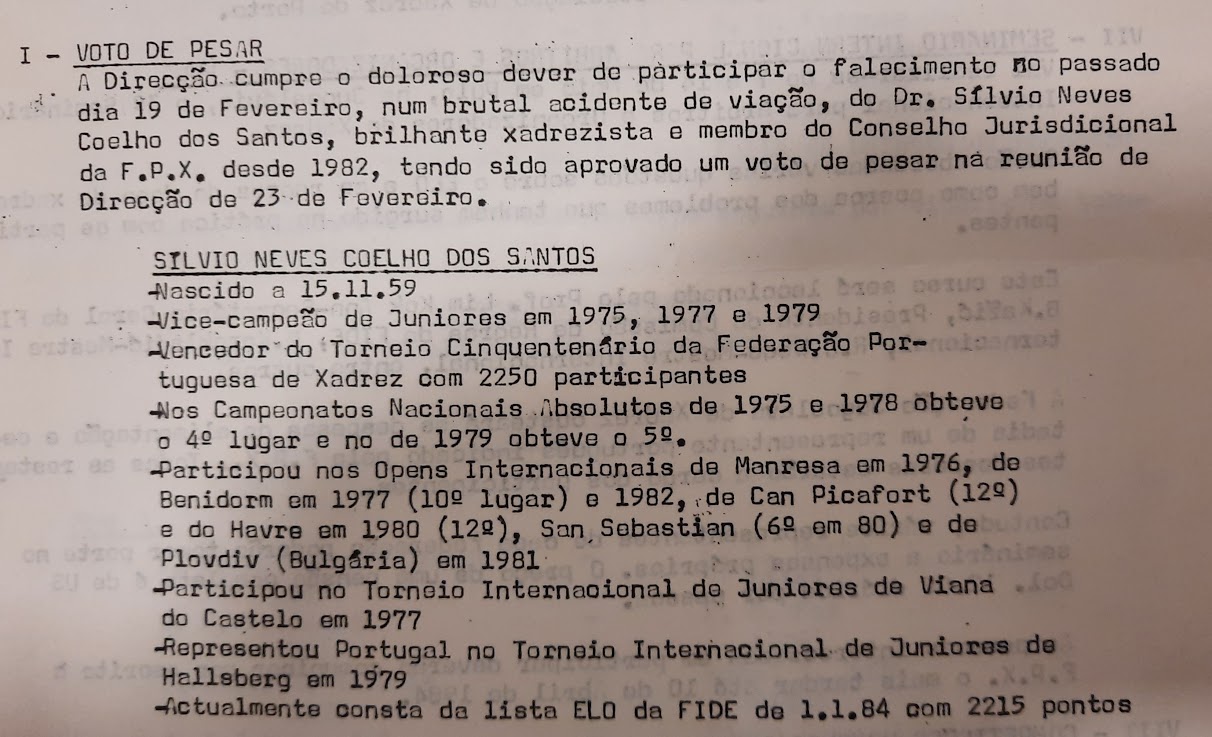 I - VOTO DE PESAR
A Direcção cumpre o doloroso dever de participar o falecimento no passado
dia 19 de Fevereiro, num brutal acidente de viação, do Dr. Sílvio Neves
Coelho dos Santos, brilhante xadrezista e membro do Conselho Jurisdicional
da F.P.X. desde 1982, tendo sido aprovado um voto de pesar na reunião de
Direcção de 23 de Fevereiro.
SÍLVIO NEVES COELHO DOS SANTOS
-Nascido a 15.11.59
-Vice-campeão de Juniores em 1975, 1977 e 1979
-Vencedor do Torneio Cinquentenário da Federação Por-
tuguesa de Xadrez com 2250 participantes
-Nos Campeonatos Nacionais Absolutos de 1975 e 1978 obteve
o 4º lugar e no de 1979 obteve o 5º.
-Participou nos Opens Internacionais de Manresa em 1976, de
Benidorm em 1977 (10º lugar) e 1982, de Can Picafort (12º)
e do Havre em 1980 (12º), San Sebastian (6º em 80) e de
Plovdiv (Bulgária) em 1981
-Participou no Torneio Internacional de Juniores de Viana
do Castelo em 1977
-Representou Portugal no Torneio Internacional de Juniores de
Hallsberg em 1979
-Actualmente consta da lista ELO da FIDE de 1.1.84 com 2215 pontos